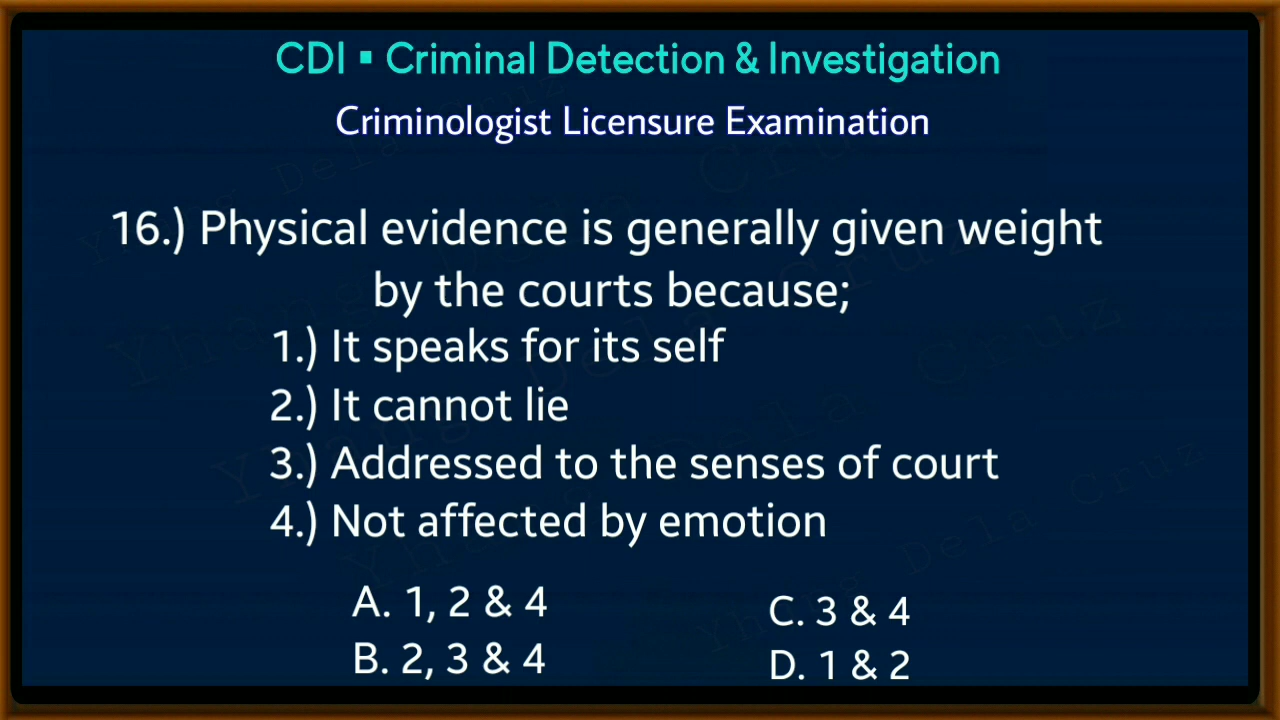 CDI ▪ Criminal Detection & Investigation
Criminologist Licensure Examination
16.) Physical evidence is generally given weight
by the courts because;
1.) It speaks for its self
2.) It cannot lie
3.) Addressed to the senses of court
4.) Not affected by emotion
A. 1, 2 & 4
C. 3 & 4
B. 2, 3 & 4
D. 1 & 2